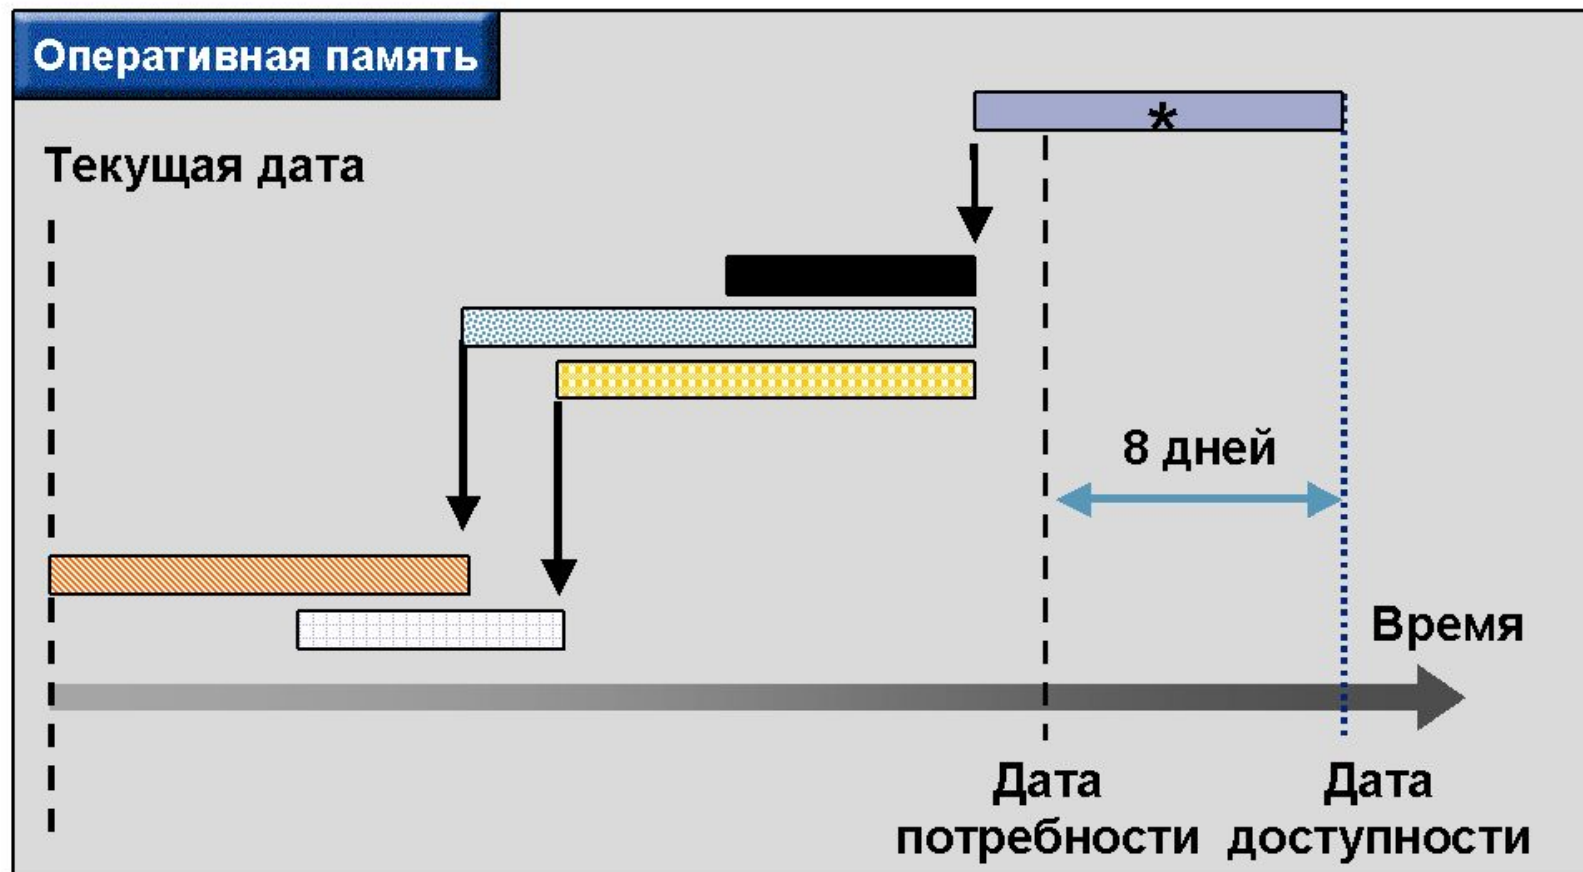 Оперативная память
*
Текущая дата
8 дней
Время
Дата
потребности
Дата
доступности